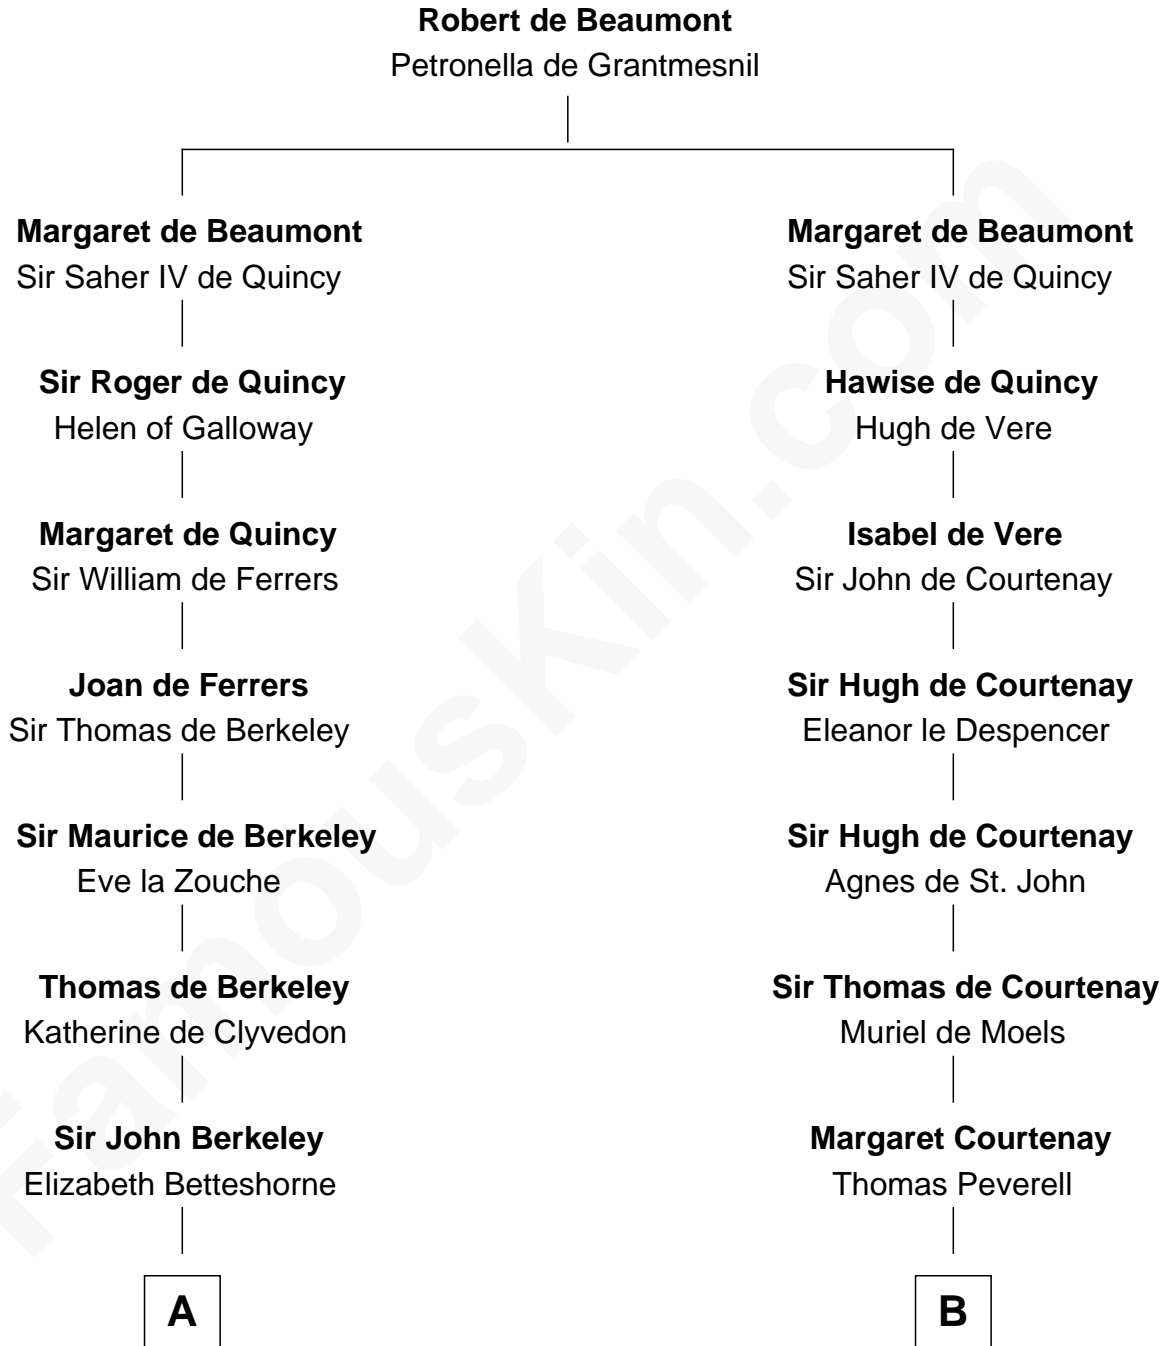 Robert de Beaumont
Petronella de Grantmesnil
Margaret de Beaumont
Sir Saher IV de Quincy
Margaret de Beaumont
Sir Saher IV de Quincy
Sir Roger de Quincy
Helen of Galloway
Hawise de Quincy
Hugh de Vere
Margaret de Quincy
Sir William de Ferrers
Isabel de Vere
Sir John de Courtenay
Joan de Ferrers
Sir Thomas de Berkeley
Sir Hugh de Courtenay
Eleanor le Despencer
Sir Maurice de Berkeley
Eve la Zouche
Sir Hugh de Courtenay
Agnes de St. John
Thomas de Berkeley
Katherine de Clyvedon
Sir Thomas de Courtenay
Muriel de Moels
Sir John Berkeley
Elizabeth Betteshorne
Margaret Courtenay
Thomas Peverell
A
B
FamousKin.com